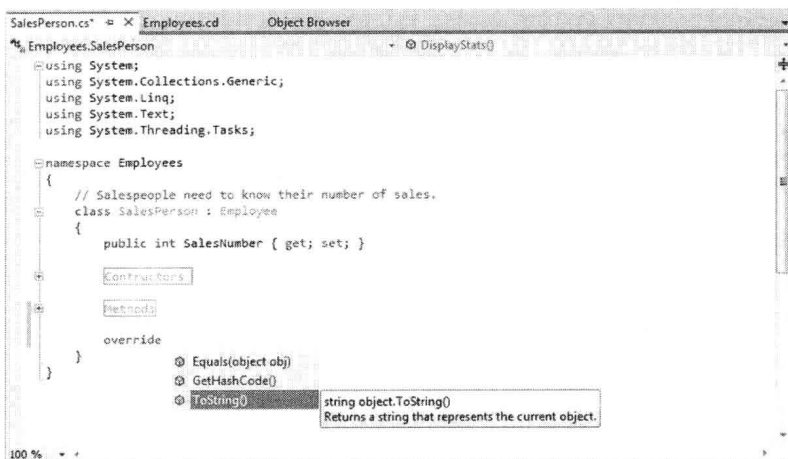 SalesPerson.cs* Employees.cd Object Browser
Employees.SalesPerson DisplayStats()
using System;
using System.Collections.Generic;
using System.Linq;
using System.Text;
using System.Threading.Tasks;
namespace Employees
{
// Salespeople need to know their number of sales.
class SalesPerson : Employee
{
public int SalesNumber { get; set; }
Contructors
Methods
override
}
}
Equals(object obj)
GetHashCode()
ToString()
string object.ToString()
Returns a string that represents the current object.
100 %